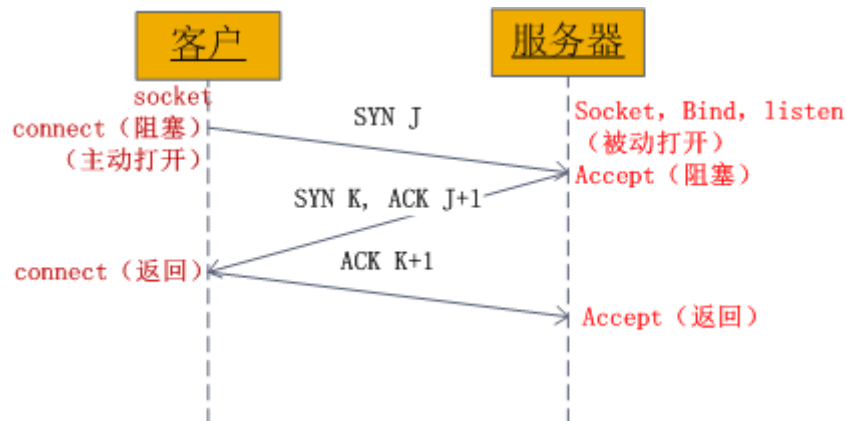 客户
服务器
socket
connect（阻塞）
（主动打开）
SYN J
Socket，Bind，listen
（被动打开）
Accept（阻塞）
SYN K, ACK J+1
connect（返回）
ACK K+1
Accept（返回）